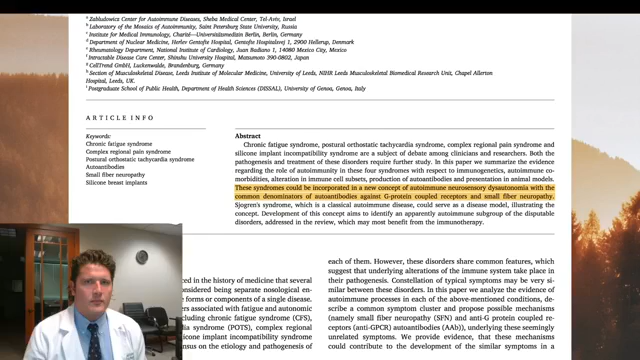 a Zabludowicz Center for Autoimmune Diseases, Sheba Medical Center, Tel-Aviv, Israel
b Laboratory of the Mosaics of Autoimmunity, Saint Petersburg State University, Russia
c Institute for Medical Immunology, Charité—Universitätsmedizin Berlin, Berlin, Germany
d Department of Nuclear Medicine, Herlev Gentofte Hospital, Gentofte Hospitalsvej 1, 2900 Hellerup, Denmark
e Rheumatology Department, National Institute of Cardiology, Juan Badiano 1, 14080 Mexico City, Mexico
f Intractable Disease Care Center, Shinshu University Hospital, Matsumoto 390-0802, Japan
g CellTrend GmbH, Luckenwalde, Brandenburg, Germany
h Section of Musculoskeletal Disease, Leeds Institute of Molecular Medicine, University of Leeds, NIHR Leeds Musculoskeletal Biomedical Research Unit, Chapel Allerton
Hospital, Leeds, UK.
i Postgraduate School of Public Health, Department of Health Sciences (DISSAL), University of Genoa, Genoa, Italy
ARTICLE INFO
Keywords:
Chronic fatigue syndrome
Complex regional pain syndrome
Postural orthostatic tachycardia syndrome
Autoantibodies
Small fiber neuropathy
Silicone breast implants
Abstract
Chronic fatigue syndrome, postural orthostatic tachycardia syndrome, complex regional pain syndrome and
silicone implant incompatibility syndrome are a subject of debate among clinicians and researchers. Both the
pathogenesis and treatment of these disorders require further study. In this paper we summarize the evidence
regarding the role of autoimmunity in these four syndromes with respect to immunogenetics, autoimmune co-
morbidities, alteration in immune cell subsets, production of autoantibodies and presentation in animal models.
These syndromes could be incorporated in a new concept of autoimmune neurosensory dysautonomia with the
common denominators of autoantibodies against G-protein coupled receptors and small fiber neuropathy.
Sjogren's syndrome, which is a classical autoimmune disease, could serve as a disease model, illustrating the
concept. Development of this concept aims to identify an apparently autoimmune subgroup of the disputable
disorders, addressed in the review, which may most benefit from the immunotherapy.
ced in the history of medicine that several
onsidered being separate nosological en-
e forms or components of a single disease.
ers associated with fatigue and autonomic
cluding chronic fatigue syndrome (CFS),
dia syndrome (POTS), complex regional
silicone implant incompatibility syndrome
nsus on the etiology and pathogenesis of
each of them. However, these disorders share common features, which
suggest that underlying alterations of the immune system take place in
their pathogenesis. Constellation of typical symptoms may be very si-
milar between these disorders. In this paper we analyze the evidence of
autoimmune processes in each of the above-mentioned conditions, de-
scribe a common symptom cluster and propose possible mechanisms
(namely small fiber neuropathy (SFN) and anti G protein coupled re-
ceptors (anti-GPCR) autoantibodies (AAb), underlying these seemingly
unrelated symptoms. We provide evidence, that these mechanisms
could contribute to the development of the similar symptoms in a